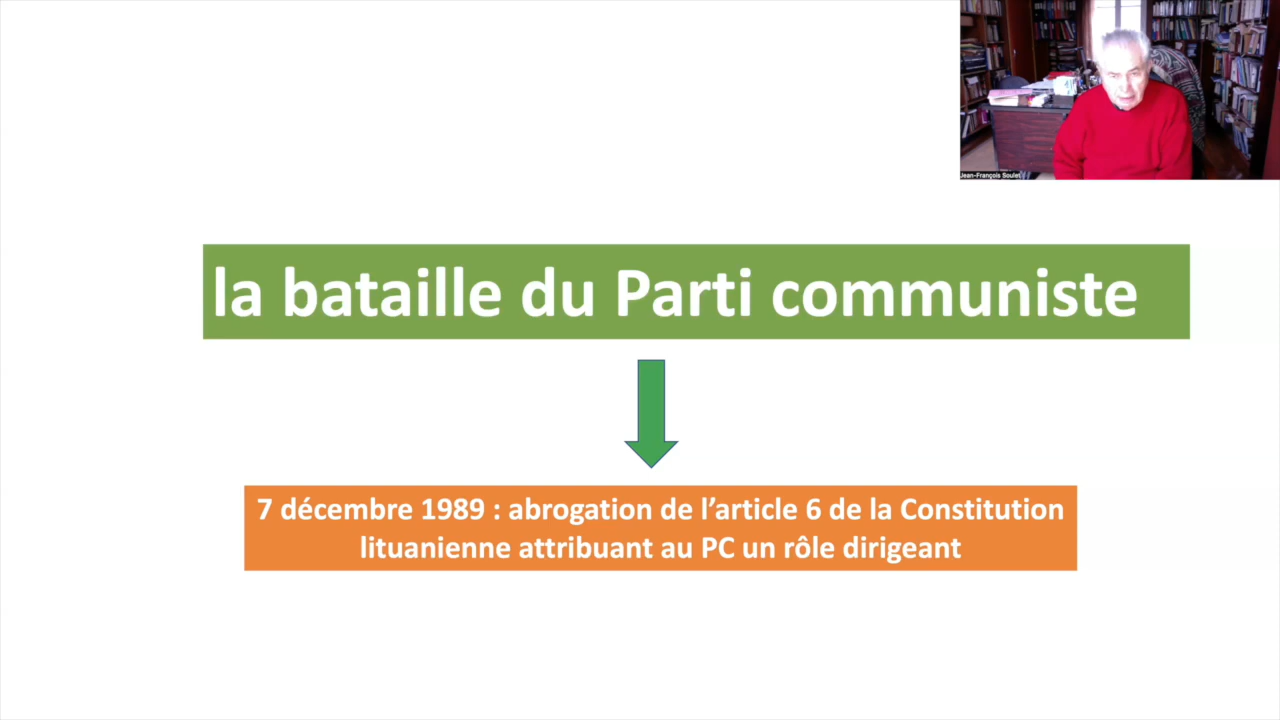 Jean-François Soulet
la bataille du Parti communiste
7 décembre 1989 : abrogation de l’article 6 de la Constitution
lituanienne attribuant au PC un rôle dirigeant